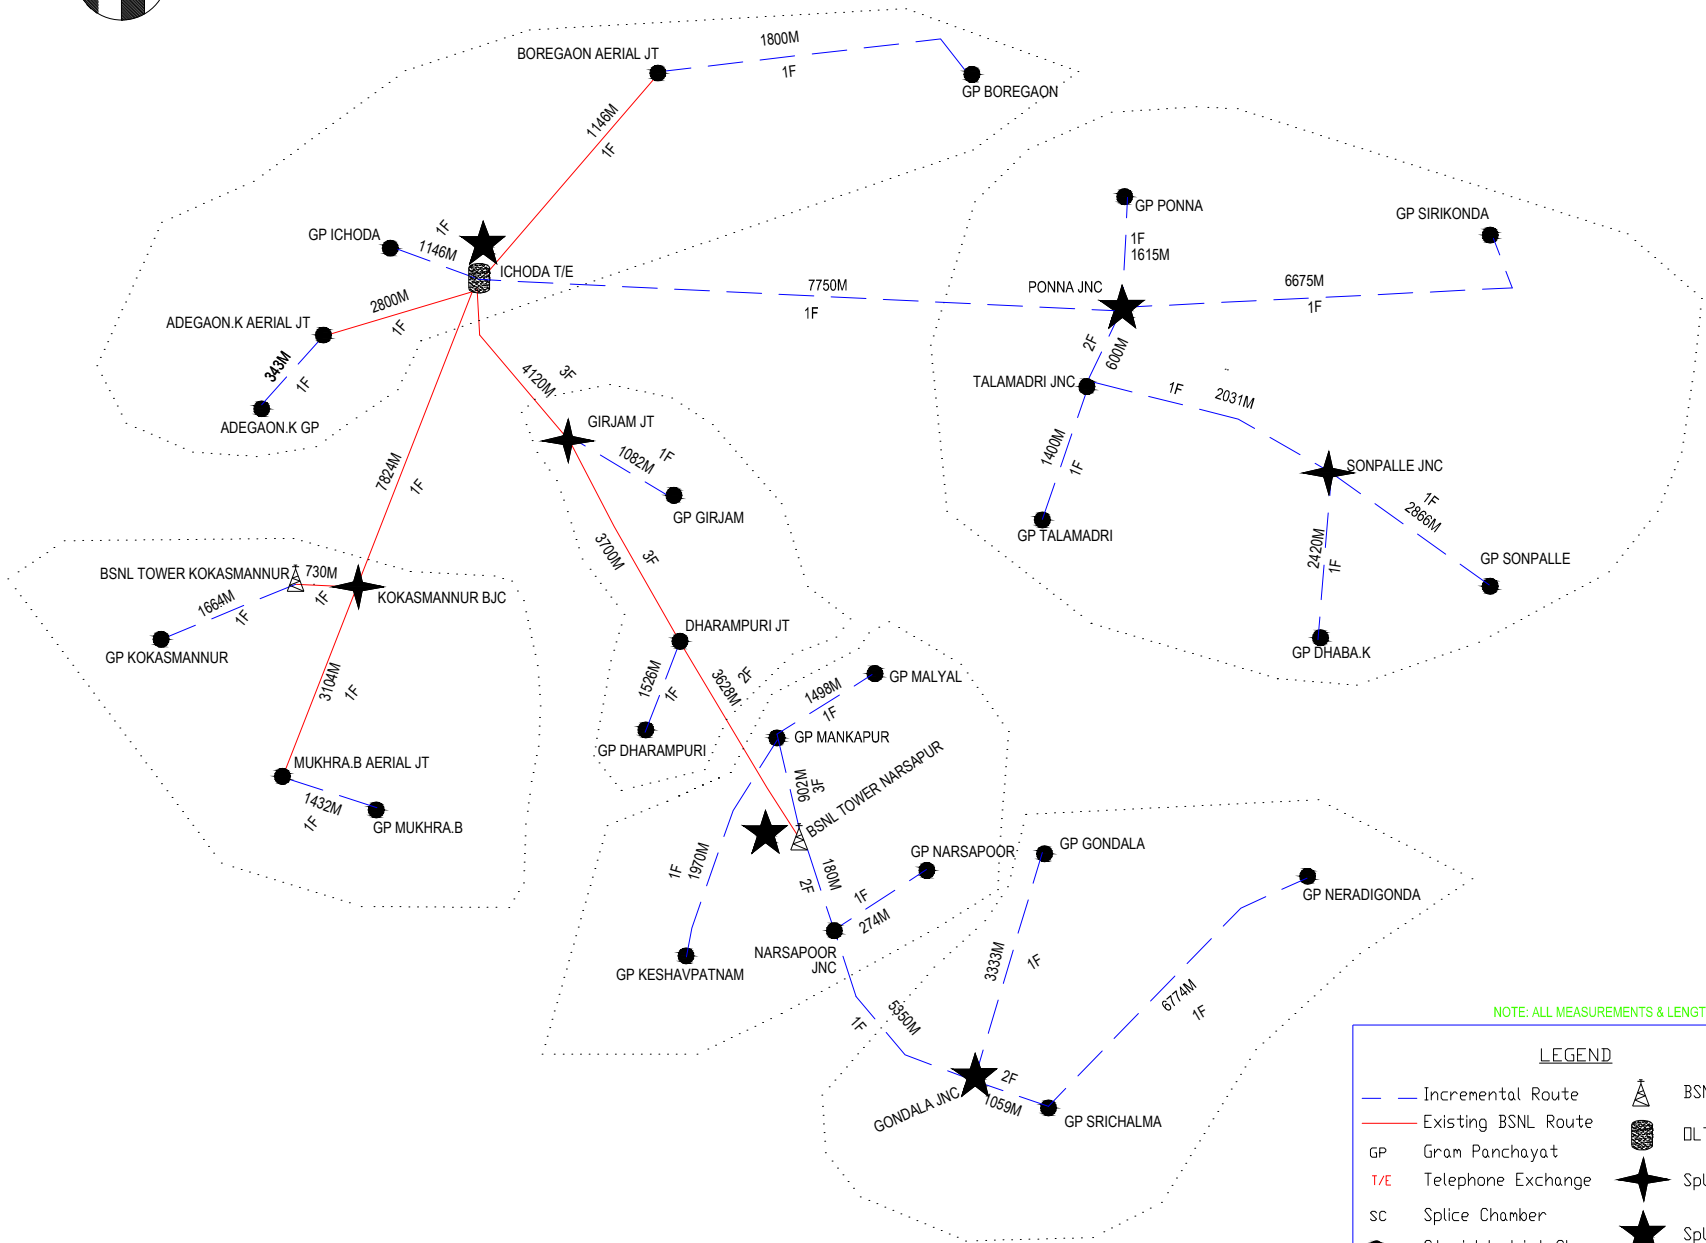 BOREGAON AERIAL JT
1800M
1F
GP BOREGAON
1146M
1F
GP ICHODA
1F
1146M
ICHODA T/E
2800M
1F
ADEGAON.K AERIAL JT
343M
1F
ADEGAON.K GP
7750M
1F
GP PONNA
1F
1615M
PONNA JNC
GP SIRIKONDA
6675M
1F
2F
600M
TALAMADRI JNC
1F
2031M
1400M
1F
GP TALAMADRI
SONPALLE JNC
1F
2866M
GP SONPALLE
2420M
1F
GP DHABA.K
4120M
3F
GIRJAM JT
1082M
1F
GP GIRJAM
7824M
1F
3700M
3F
BSNL TOWER KOKASMANNUR
730M
1F
KOKASMANNUR BJC
1664M
1F
GP KOKASMANNUR
3104M
1F
MUKHRA.B AERIAL JT
1432M
1F
GP MUKHRA.B
DHARAMPURI JT
1526M
1F
GP DHARAMPURI
3628M
2F
GP MALYAL
1498M
1F
GP MANKAPUR
902M
3F
BSNL TOWER NARSAPUR
1F
1970M
GP KESHAVPATNAM
180M
2F
GP NARSAPOOR
1F
274M
NARSAPOOR
JNC
5350M
1F
GP GONDALA
3333M
1F
GP NERADIGONDA
6774M
1F
GONDALA JNC
2F
1059M
GP SRICHALMA
NOTE: ALL MEASUREMENTS & LENGT
LEGEND
Incremental Route
Existing BSNL Route
GP Gram Panchayat
T/E Telephone Exchange
SC Splice Chamber
BSN
OLT
Spl
Spl